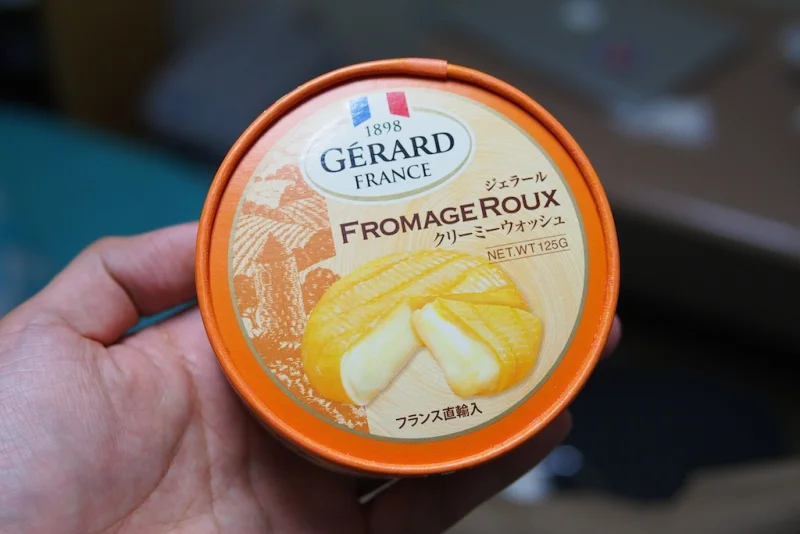 1898
GÉRARD
FRANCE
ジェラール
FROMAGE ROUX
クリーミーウォッシュ
NET.WT 125G
フランス直輸入